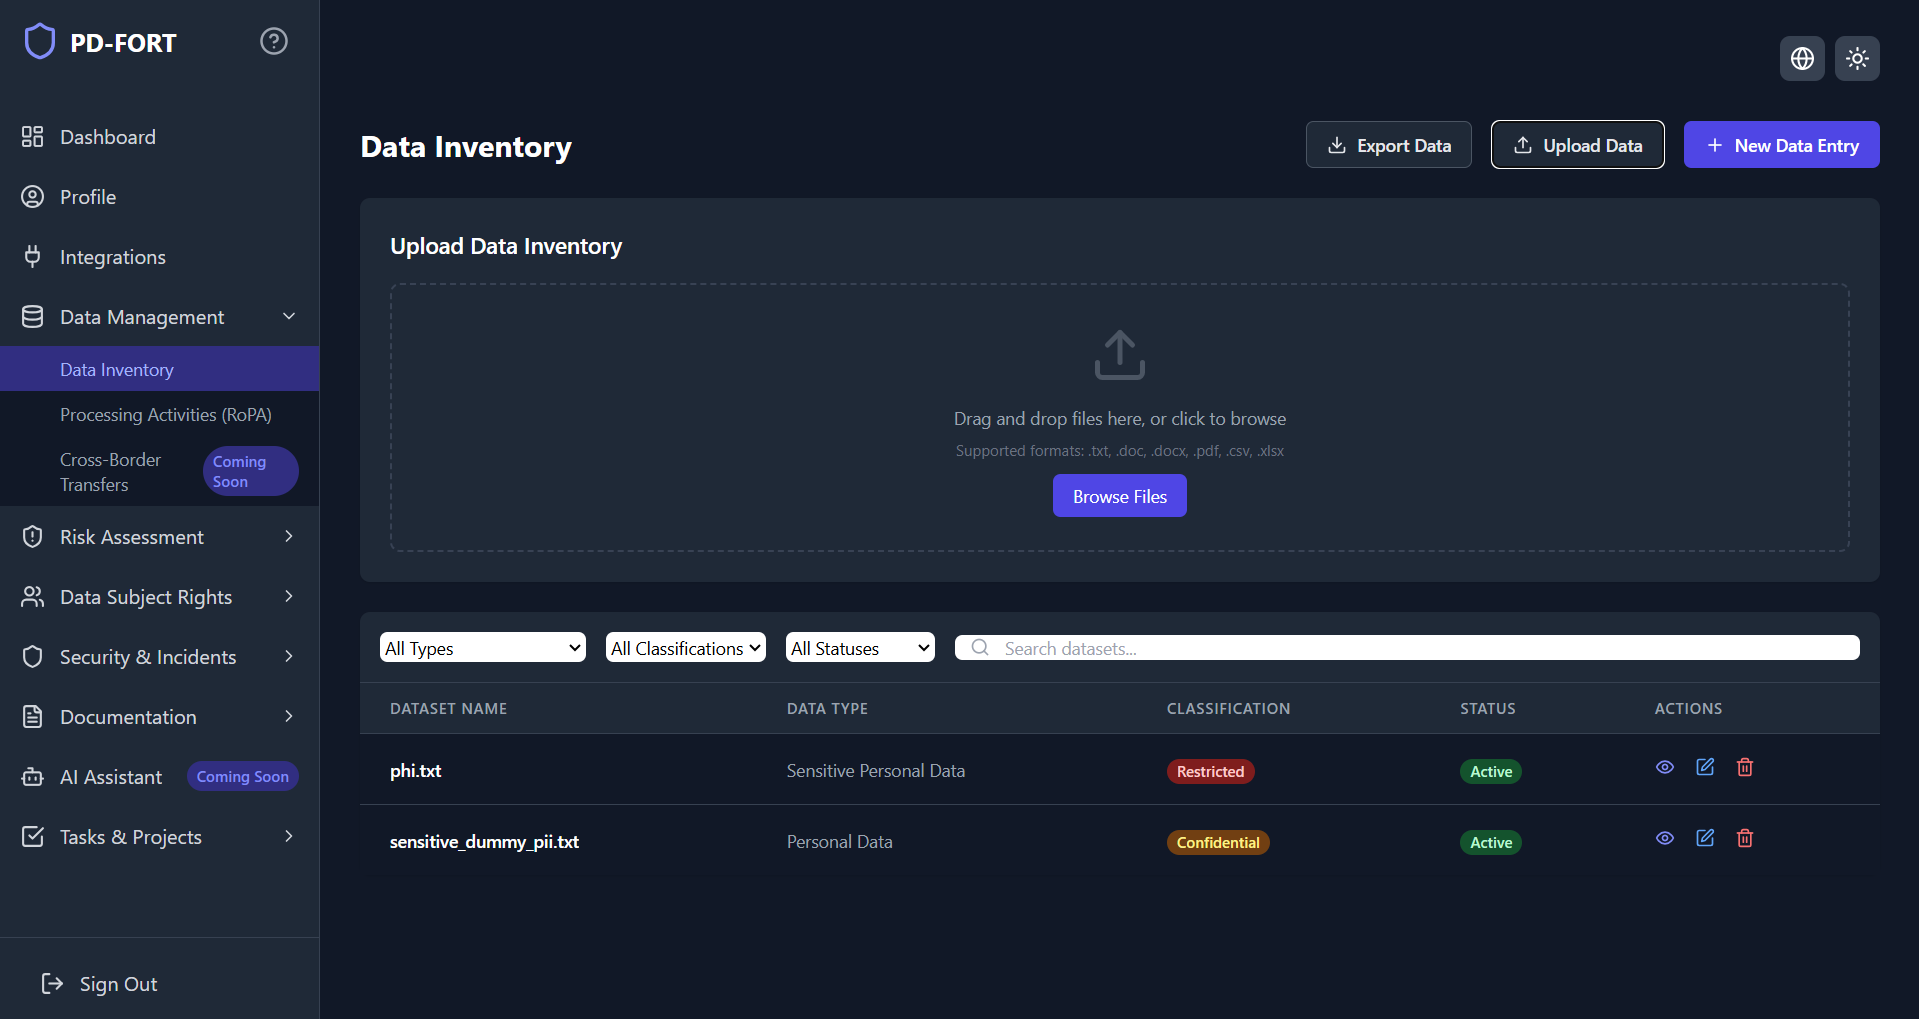 PD-FORT
Dashboard
Profile
Integrations
Data Management
Data Inventory
Processing Activities (RoPA)
Cross-Border
Transfers
Coming
Soon
Risk Assessment
Data Subject Rights
Security & Incidents
Documentation
AI Assistant
Coming Soon
Tasks & Projects
Sign Out
Data Inventory
Export Data
Upload Data
New Data Entry
Upload Data Inventory
Drag and drop files here, or click to browse
Supported formats: .txt, .doc, .docx, .pdf, .csv, .xlsx
Browse Files
All Types
All Classifications
All Statuses
Search datasets...
DATASET NAME DATA TYPE CLASSIFICATION STATUS ACTIONS
phi.txt Sensitive Personal Data Restricted Active
sensitive_dummy_pii.txt Personal Data Confidential Active